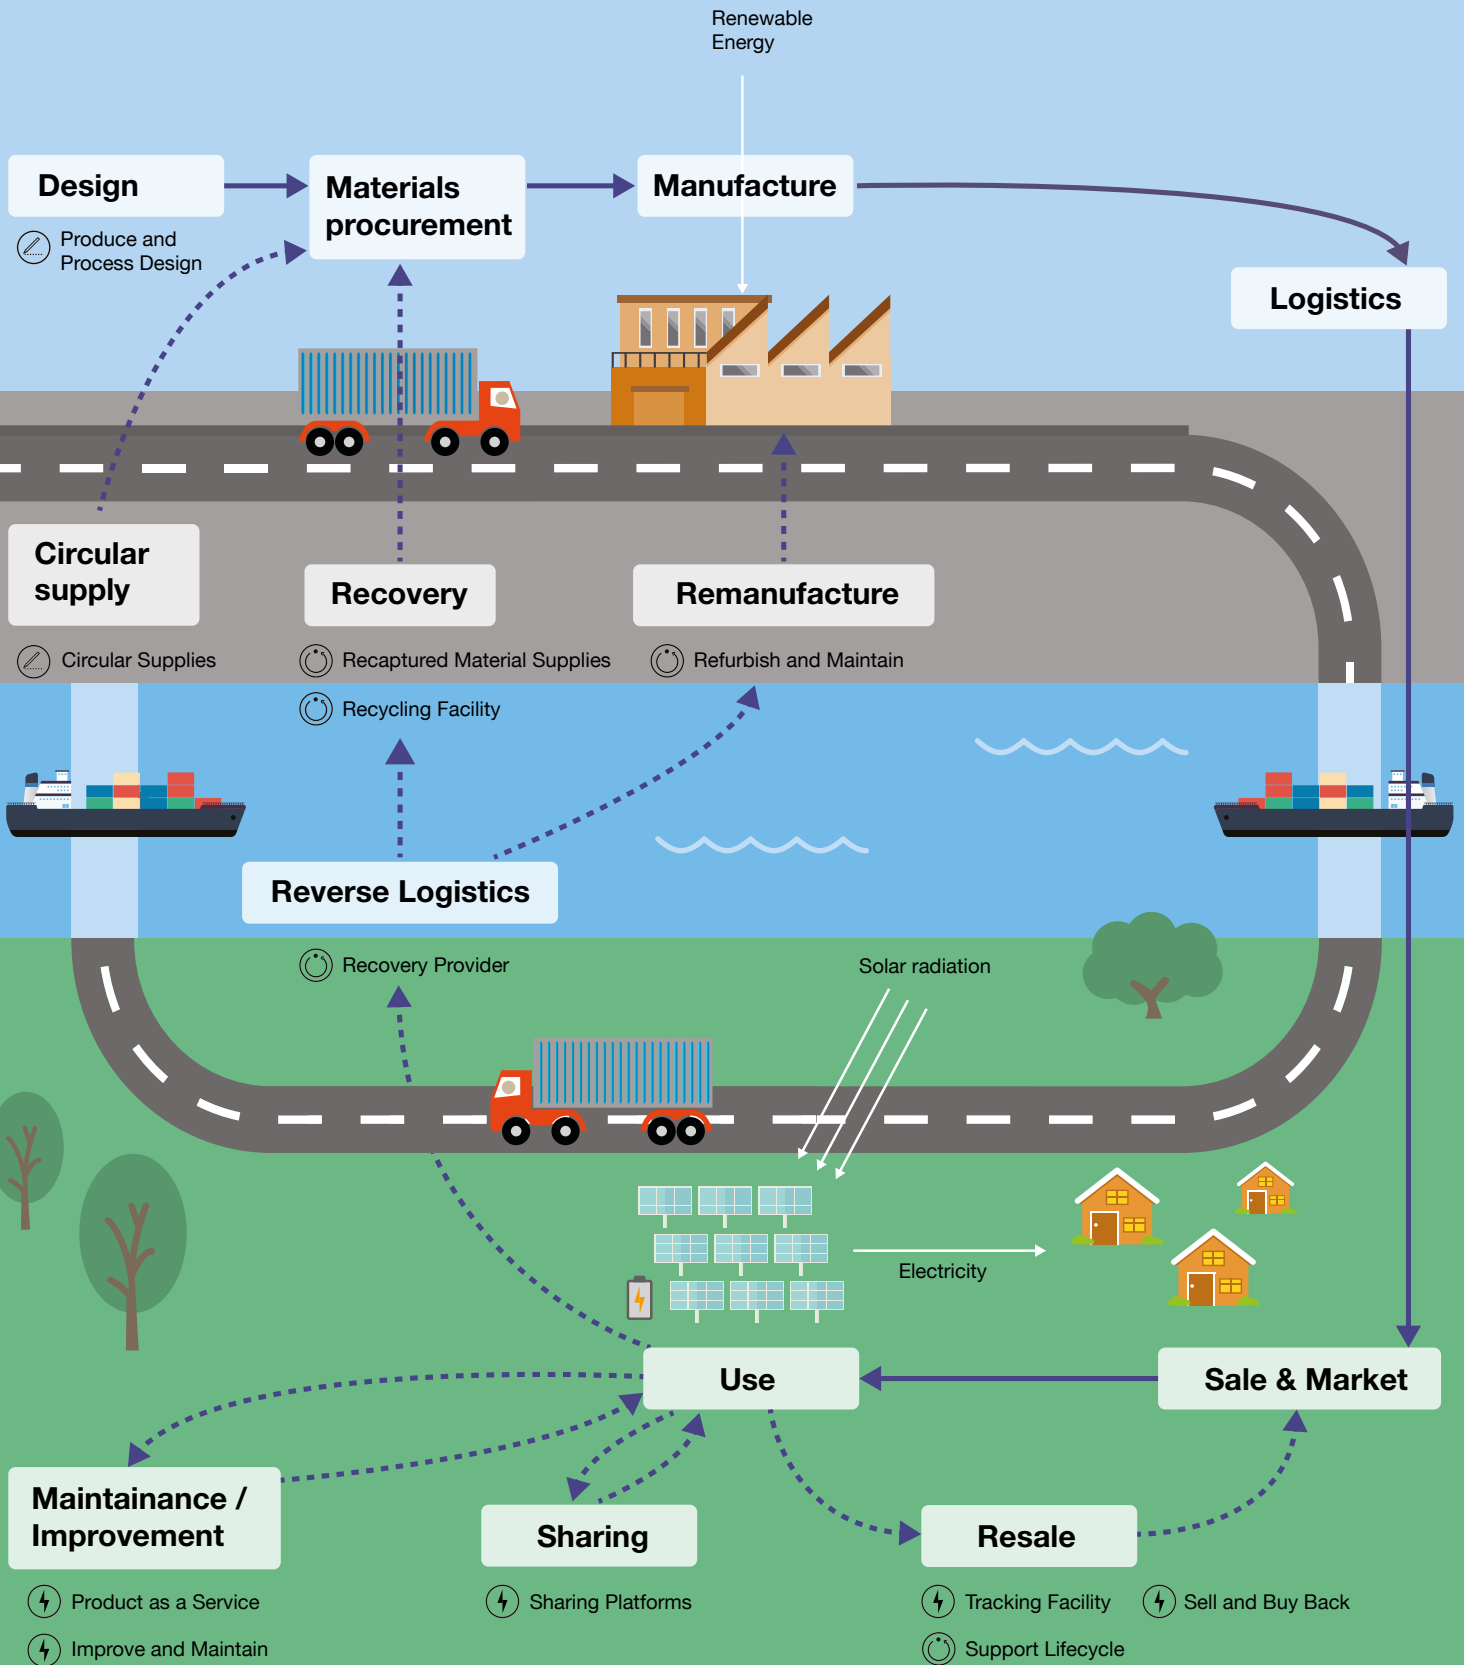 Renewable
Energy
Design
Materials
procurement
Manufacture
Produce and
Process Design
Logistics
Circular
supply
Recovery
Remanufacture
Circular Supplies
Recaptured Material Supplies
Refurbish and Maintain
Recycling Facility
Reverse Logistics
Recovery Provider
Solar radiation
Electricity
Use
Sale & Market
Maintainance /
Improvement
Sharing
Resale
Product as a Service
Sharing Platforms
Tracking Facility
Sell and Buy Back
Improve and Maintain
Support Lifecycle